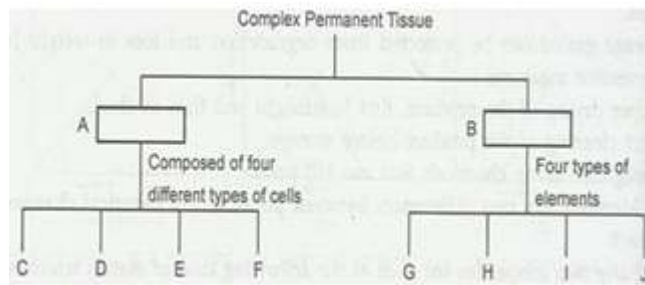 Complex Permanent Tissue
A
B
Composed of four
different types of cells
Four types of
elements
C D E F
G H I J